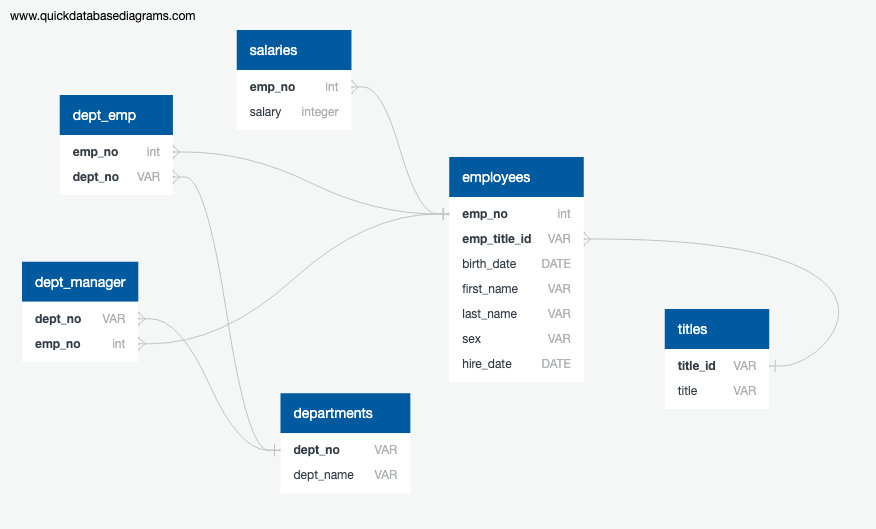 www.quickdatabasediagrams.com
salaries
emp_no int
salary integer
dept_emp
emp_no int
dept_no VAR
employees
emp_no int
emp_title_id VAR
birth_date DATE
first_name VAR
last_name VAR
sex VAR
hire_date DATE
dept_manager
dept_no VAR
emp_no int
titles
title_id VAR
title VAR
departments
dept_no VAR
dept_name VAR